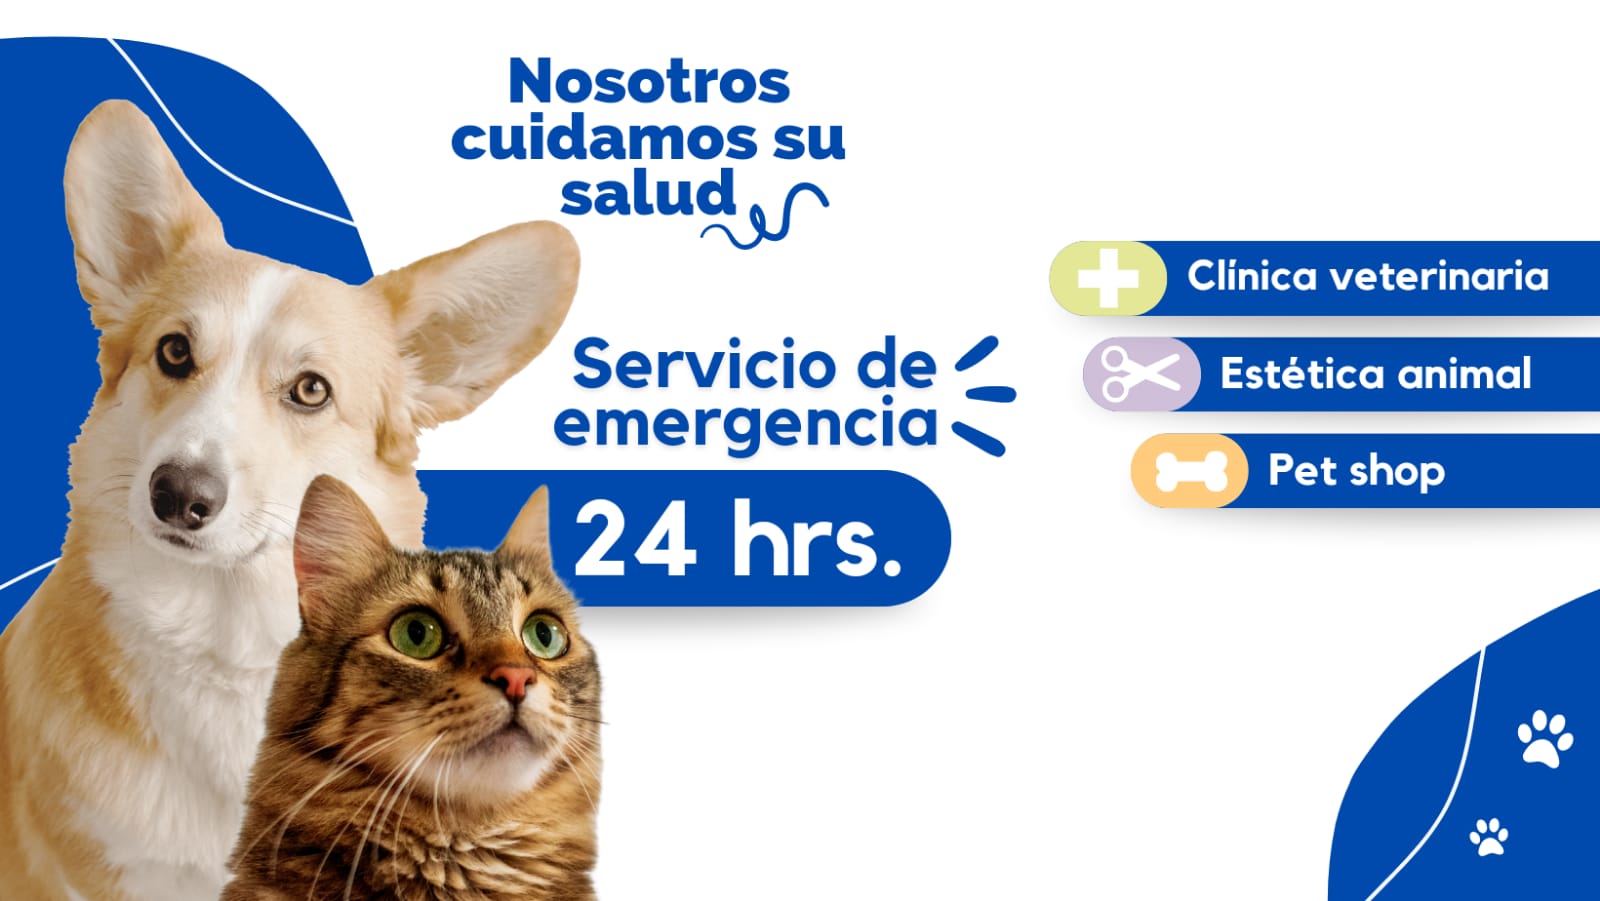 Nosotros
cuidamos su
salud
Servicio de
emergencia
24 hrs.
Clínica veterinaria
Estética animal
Pet shop